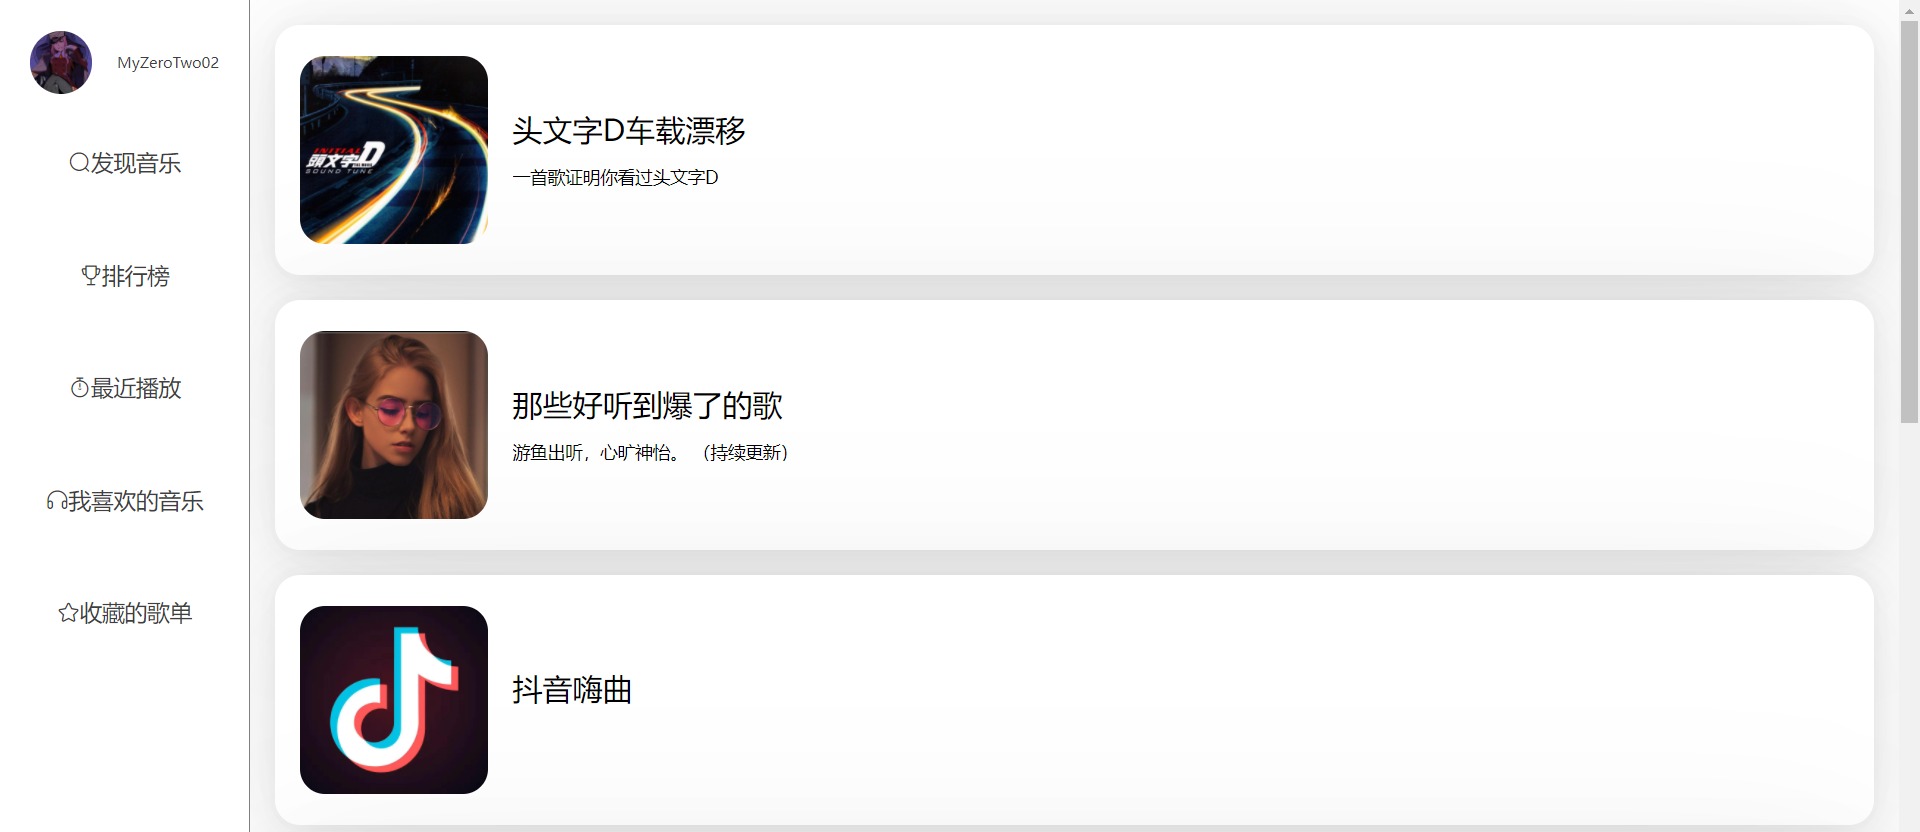 MyZeroTwo02
发现音乐
排行榜
最近播放
我喜欢的音乐
收藏的歌单
INITIAL
頭文字D
SOUND TUNE
头文字D车载漂移
一首歌证明你看过头文字D
那些好听到爆了的歌
游鱼出听，心旷神怡。 （持续更新）
抖音嗨曲